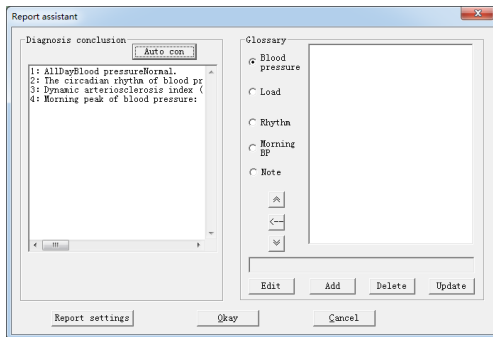 Report assistant
Diagnosis conclusion
Auto con
1: AllDayBlood pressureNormal.
2: The circadian rhythm of blood pr
3: Dynamic arteriosclerosis index (
4: Morning peak of blood pressure:
Glossary
Blood
pressure
Load
Rhythm
Morning
BP
Note
<--
Edit
Add
Delete
Update
Report settings
Okay
Cancel